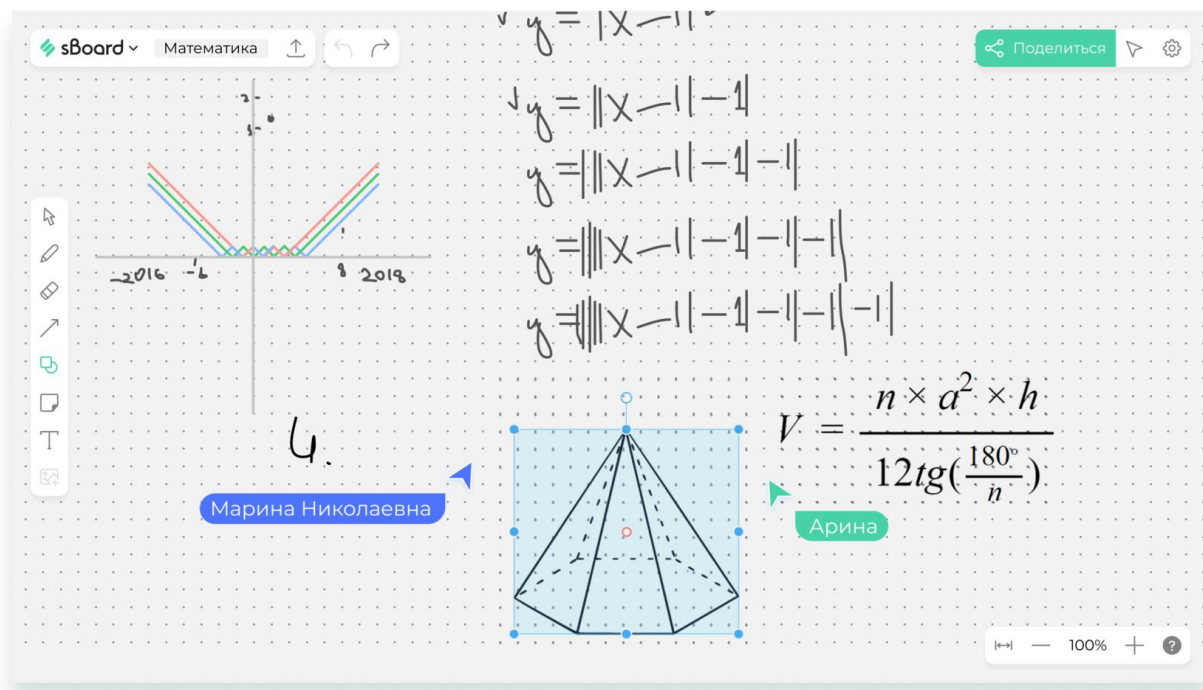 sBoard Математика
Поделиться
2
-2016 -6 8 2018
y = ||x-1|-1|
y = |||x-1|-1|-1|
y = ||||x-1|-1|-1|-1|
y = |||||x-1|-1|-1|-1|-1|
4.
V = n × a² × h / 12tg(180°/n)
Марина Николаевна
Арина
T
100%
?